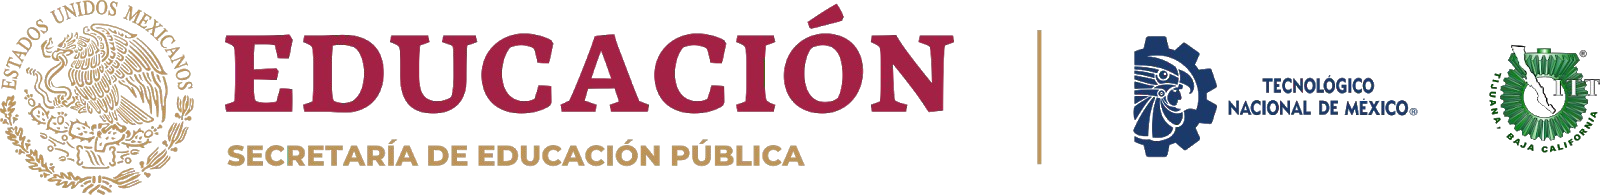 ESTADOS UNIDOS MEXICANOS
EDUCACIÓN
SECRETARÍA DE EDUCACIÓN PÚBLICA
TECNOLÓGICO
NACIONAL DE MÉXICO®
®
ITT
TIJUANA, BAJA CALIFORNIA